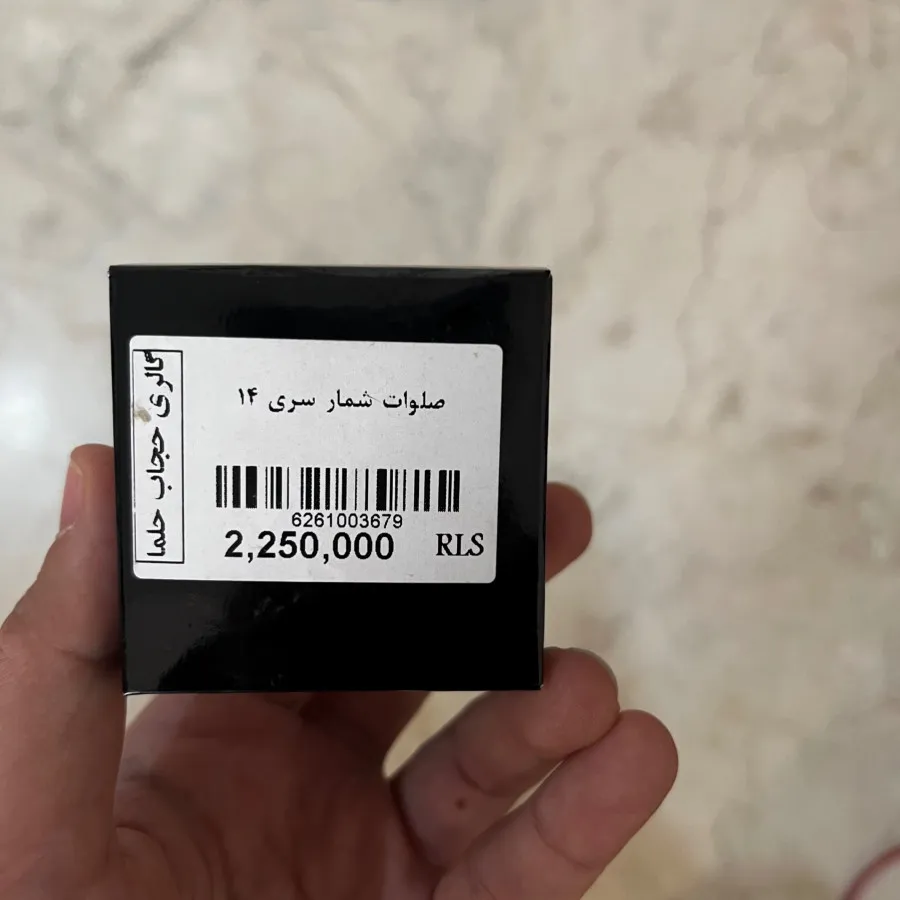 صلوات شمار سری ۱۴
6261003679
2,250,000 RLS
گالری حجاب حلما